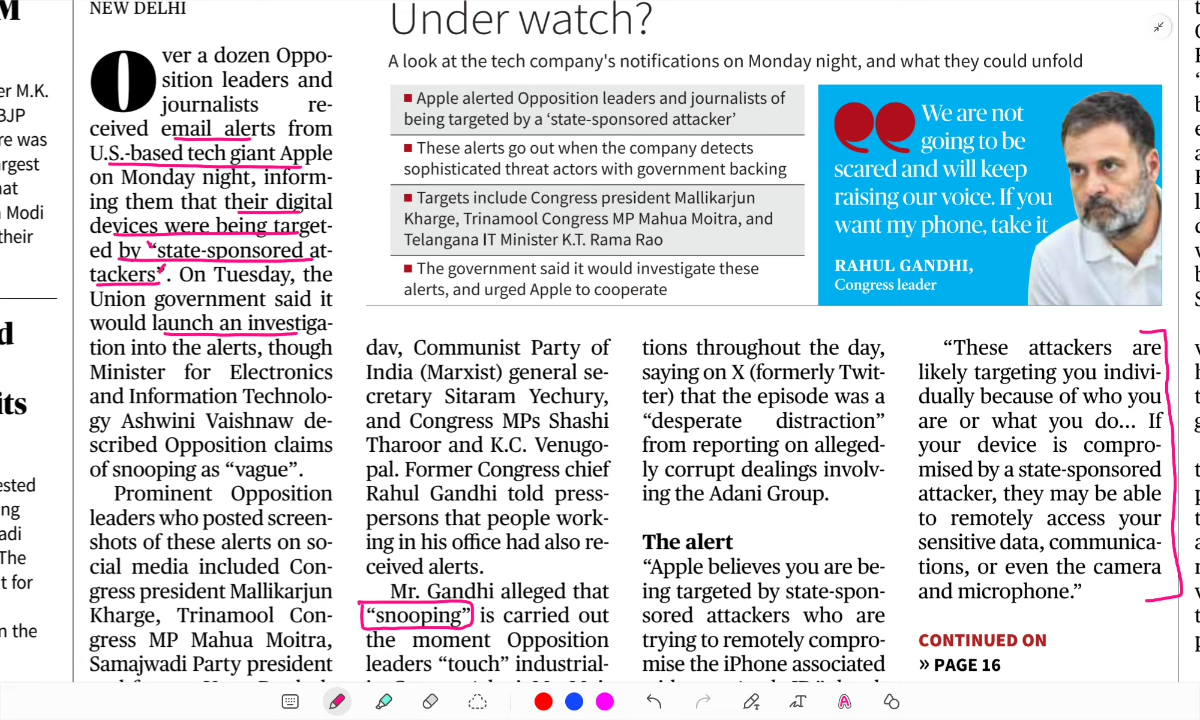 M
er M.K.
BJP
re was
argest
hat
Modi
their
d
its
ested
ng
adi
The
t for
n the
NEW DELHI
Over a dozen Oppo-
sition leaders and
journalists re-
ceived email alerts from
U.S.-based tech giant Apple
on Monday night, inform-
ing them that their digital
devices were being target-
ed by “state-sponsored at-
tackers”. On Tuesday, the
Union government said it
would launch an investiga-
tion into the alerts, though
Minister for Electronics
and Information Technolo-
gy Ashwini Vaishnaw de-
scribed Opposition claims
of snooping as “vague”.
Prominent Opposition
leaders who posted screen-
shots of these alerts on so-
cial media included Con-
gress president Mallikarjun
Kharge, Trinamool Con-
gress MP Mahua Moitra,
Samajwadi Party president
Under watch?
A look at the tech company's notifications on Monday night, and what they could unfold
Apple alerted Opposition leaders and journalists of
being targeted by a ‘state-sponsored attacker’
These alerts go out when the company detects
sophisticated threat actors with government backing
Targets include Congress president Mallikarjun
Kharge, Trinamool Congress MP Mahua Moitra, and
Telangana IT Minister K.T. Rama Rao
The government said it would investigate these
alerts, and urged Apple to cooperate
We are not
going to be
scared and will keep
raising our voice. If you
want my phone, take it
RAHUL GANDHI,
Congress leader
dav, Communist Party of
India (Marxist) general se-
cretary Sitaram Yechury,
and Congress MPs Shashi
Tharoor and K.C. Venugo-
pal. Former Congress chief
Rahul Gandhi told press-
persons that people work-
ing in his office had also re-
ceived alerts.
Mr. Gandhi alleged that
“snooping” is carried out
the moment Opposition
leaders “touch” industrial-
tions throughout the day,
saying on X (formerly Twit-
ter) that the episode was a
“desperate distraction”
from reporting on alleged-
ly corrupt dealings involv-
ing the Adani Group.
The alert
“Apple believes you are be-
ing targeted by state-spon-
sored attackers who are
trying to remotely compro-
mise the iPhone associated
“These attackers are
likely targeting you indivi-
dually because of who you
are or what you do... If
your device is compro-
mised by a state-sponsored
attacker, they may be able
to remotely access your
sensitive data, communica-
tions, or even the camera
and microphone.”
CONTINUED ON
» PAGE 16